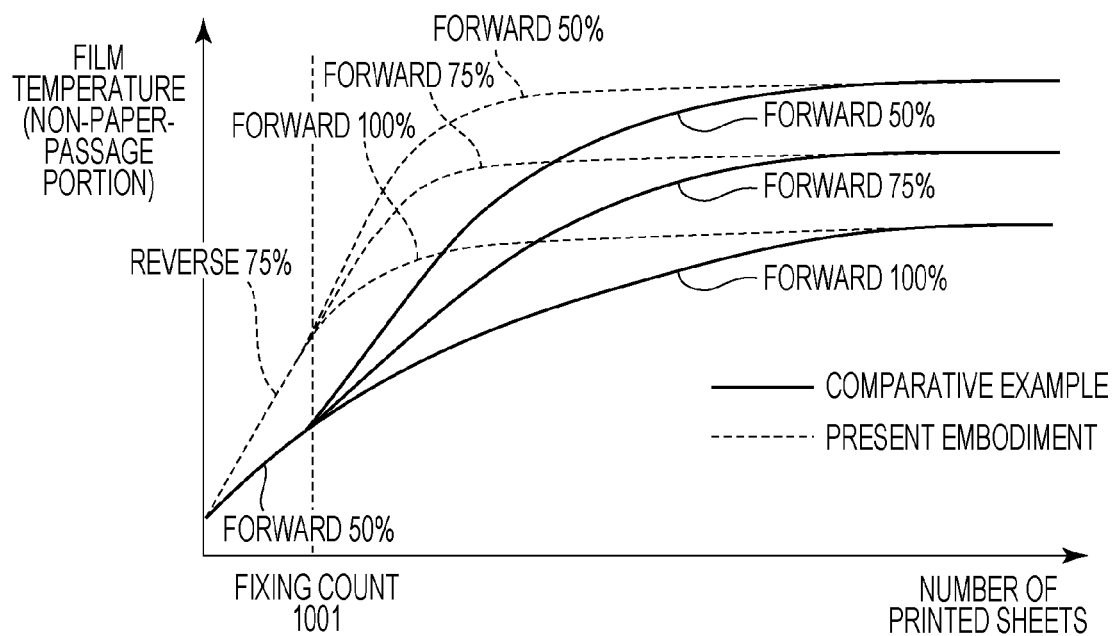 FILM
TEMPERATURE
(NON-PAPER-
PASSAGE
PORTION)
FORWARD 50%
FORWARD 75%
FORWARD 100%
REVERSE 75%
FORWARD 50%
FORWARD 75%
FORWARD 100%
COMPARATIVE EXAMPLE
PRESENT EMBODIMENT
FORWARD 50%
FIXING COUNT
1001
NUMBER OF
PRINTED SHEETS